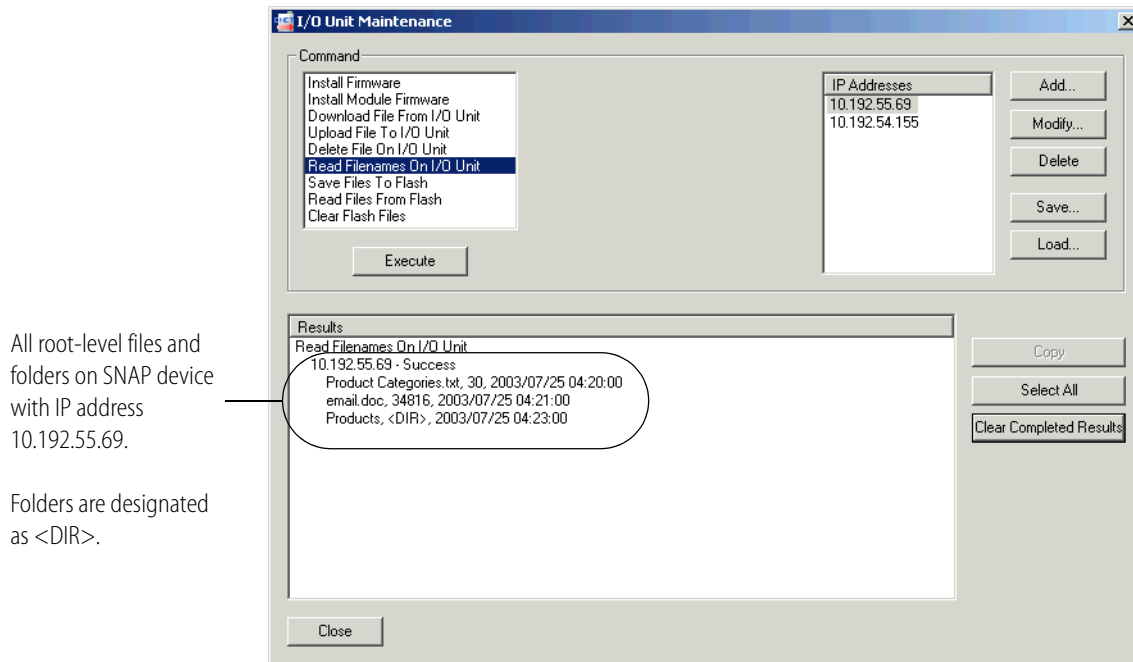 I/O Unit Maintenance
Command
Install Firmware
Install Module Firmware
Download File From I/O Unit
Upload File To I/O Unit
Delete File On I/O Unit
Read Filenames On I/O Unit
Save Files To Flash
Read Files From Flash
Clear Flash Files
Execute
IP Addresses
10.192.55.69
10.192.54.155
Add...
Modify...
Delete
Save...
Load...
All root-level files and
folders on SNAP device
with IP address
10.192.55.69.
Folders are designated
as <DIR>.
Results
Read Filenames On I/O Unit
10.192.55.69 - Success
Product Categories.txt, 30, 2003/07/25 04:20:00
email.doc, 34816, 2003/07/25 04:21:00
Products, <DIR>, 2003/07/25 04:23:00
Copy
Select All
Clear Completed Results
Close